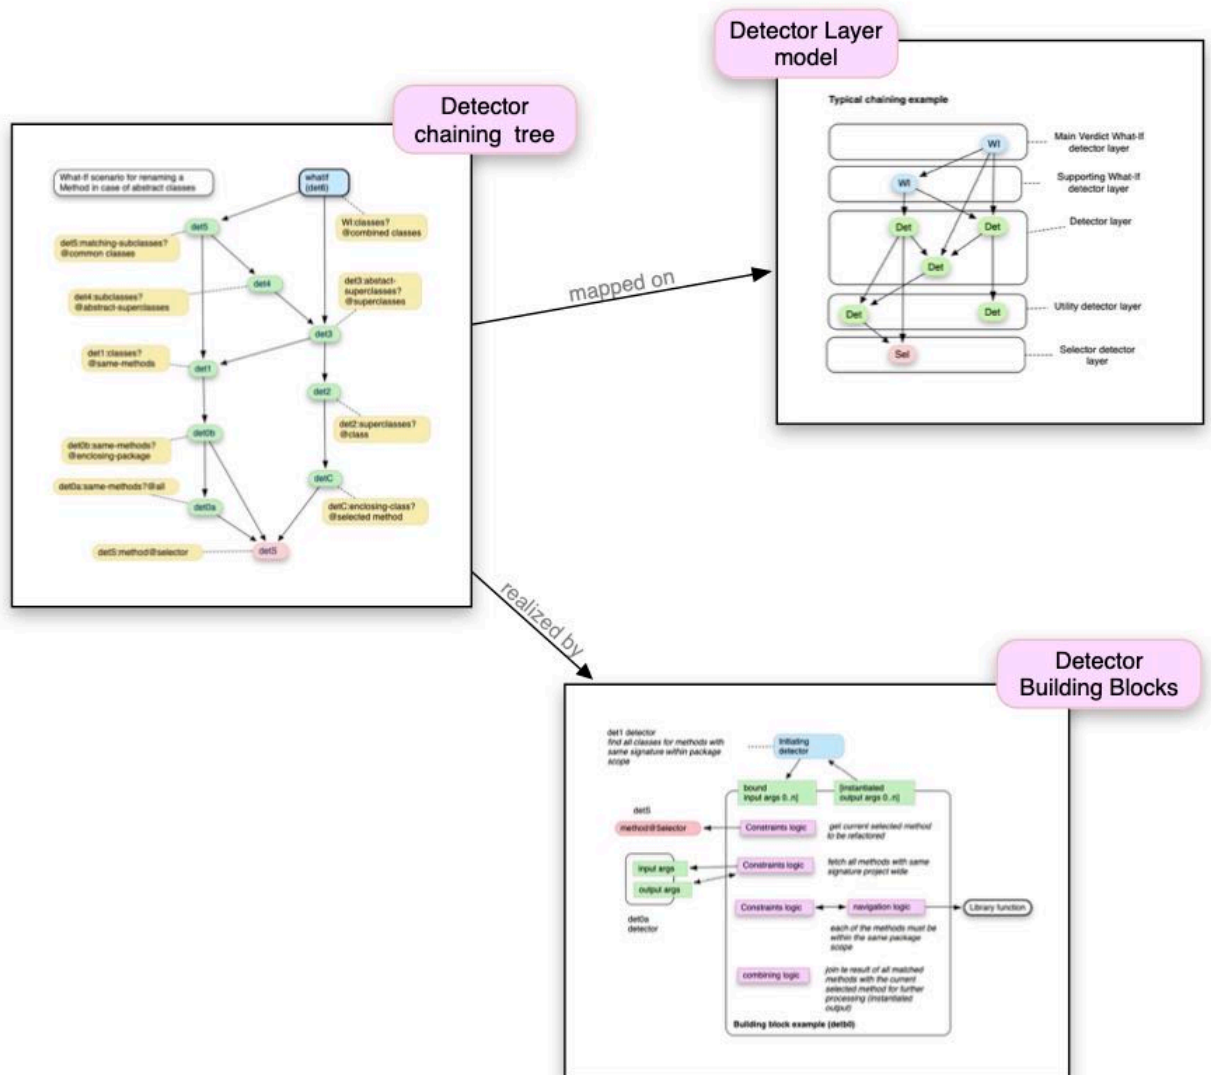 Detector Layer
model
Typical chaining example
WI
Main Verdict What-If
detector layer
WI
Supporting What-If
detector layer
Det
Det
Detector layer
Det
Det
Det
Utility detector layer
Sel
Selector detector
layer
Detector
chaining tree
What-If scenario for renaming a
Method in case of abstract classes
whatif
(det6)
WI:classes?
@combined classes
det5
det5:matching-subclasses?
@common classes
det4
det4:subclasses?
@abstract-superclasses
det3:abstact-
superclasses?
@superclasses
det3
det1:classes?
@same-methods
det1
det2
det2:superclasses?
@class
det0b
det0b:same-methods?
@enclosing-package
det0a:same-methods?@all
det0a
detC
detC:enclosing-class?
@selected method
detS:method@selector
detS
mapped on
realized by
Detector
Building Blocks
det1 detector
find all classes for methods with
same signature within package
scope
Initiating
detector
bound
input args 0..n]
[instantiated
output args 0..n]
detS
method@Selector
Constraints logic
get current selected method
to be refactored
input args
output args
det0a
detector
Constraints logic
fetch all methods with same
signature project wide
Constraints logic
navigation logic
Library function
each of the methods must be
within the same package
scope
combining logic
join te result of all matched
methods with the current
selected method for further
processing (instantiated
output)
Building block example (detb0)